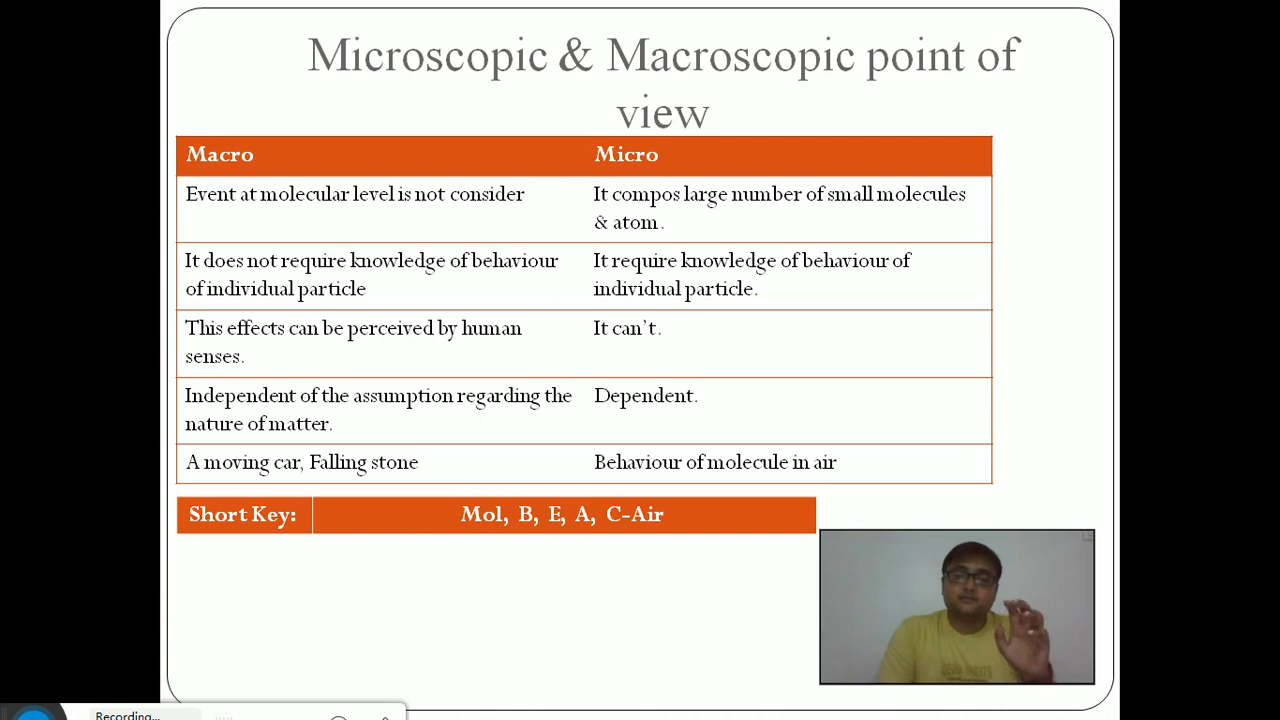 Microscopic & Macroscopic point of
view
Macro
Micro
Event at molecular level is not consider
It compos large number of small molecules
& atom.
It does not require knowledge of behaviour
of individual particle
It require knowledge of behaviour of
individual particle.
This effects can be perceived by human
senses.
It can't.
Independent of the assumption regarding the
nature of matter.
Dependent.
A moving car, Falling stone
Behaviour of molecule in air
Short Key:
Mol, B, E, A, C-Air
Recording...